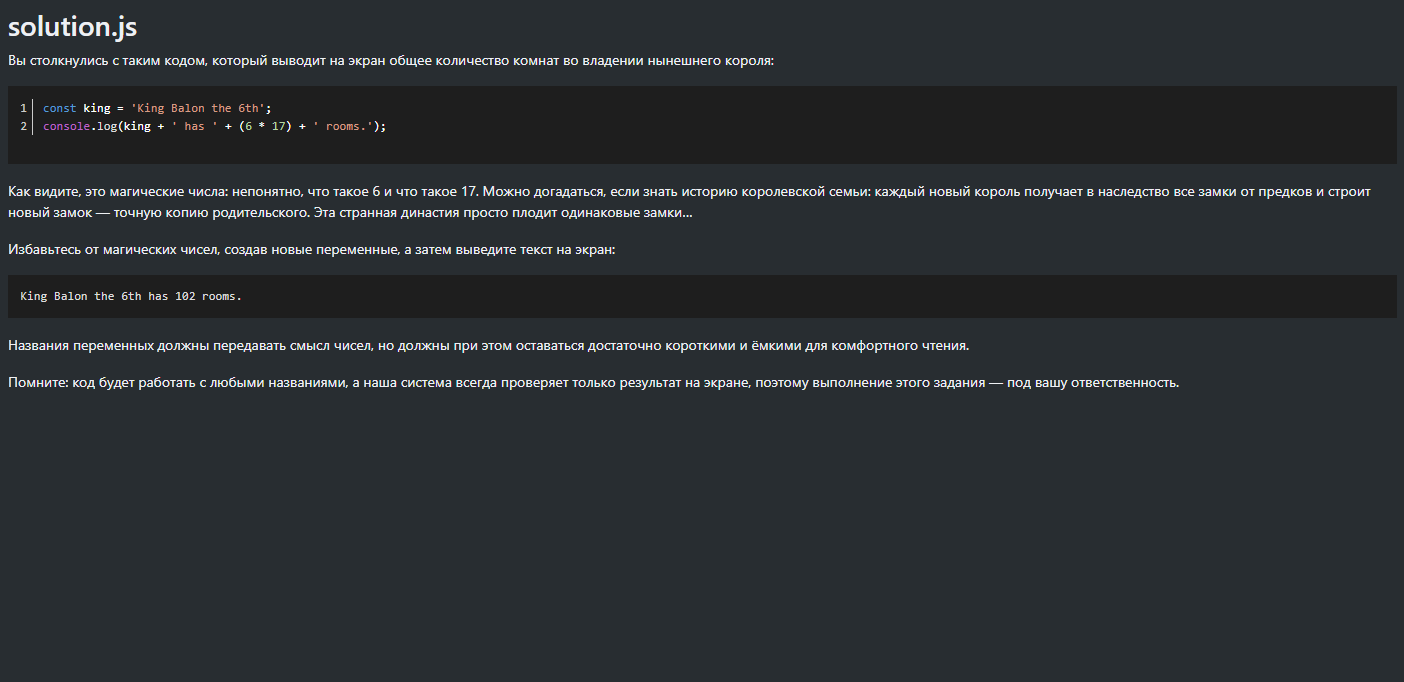 solution.js
Вы столкнулись с таким кодом, который выводит на экран общее количество комнат во владении нынешнего короля:
1 const king = 'King Balon the 6th';
2 console.log(king + ' has ' + (6 * 17) + ' rooms.');
Как видите, это магические числа: непонятно, что такое 6 и что такое 17. Можно догадаться, если знать историю королевской семьи: каждый новый король получает в наследство все замки от предков и строит
новый замок — точную копию родительского. Эта странная династия просто плодит одинаковые замки...
Избавьтесь от магических чисел, создав новые переменные, а затем выведите текст на экран:
King Balon the 6th has 102 rooms.
Названия переменных должны передавать смысл чисел, но должны при этом оставаться достаточно короткими и ёмкими для комфортного чтения.
Помните: код будет работать с любыми названиями, а наша система всегда проверяет только результат на экране, поэтому выполнение этого задания — под вашу ответственность.